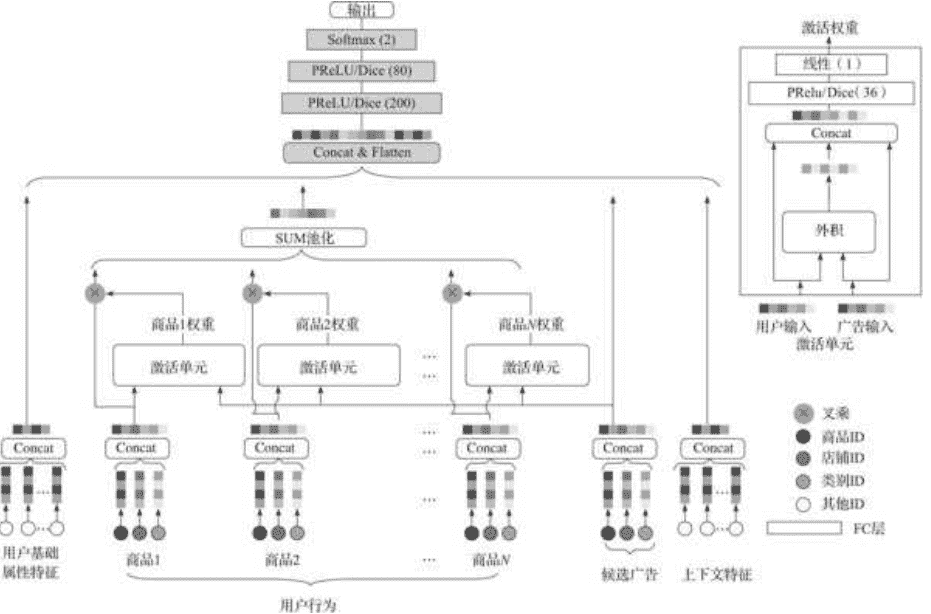 输出
Softmax (2)
PReLU/Dice (80)
PReLU/Dice (200)
Concat & Flatten
SUM池化
商品1权重 商品2权重 商品N权重
激活单元 激活单元 … 激活单元
…
Concat Concat Concat … Concat Concat Concat
…
… … …
… …
用户基础
属性特征
商品1 商品2 … 商品N 候选广告 上下文特征
用户行为
激活权重
线性（1）
PRelu/Dice（36）
Concat
外积
用户输入 广告输入
激活单元
叉乘
商品ID
店铺ID
类别ID
其他ID
FC层